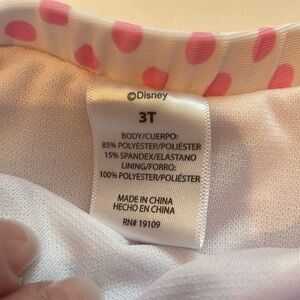 ©Disney
3T
BODY/CUERPO:
85% POLYESTER/POLIÉSTER
15% SPANDEX/ELASTANO
LINING/FORRO:
100% POLYESTER/POLIÉSTER
MADE IN CHINA
HECHO EN CHINA
RN# 19109